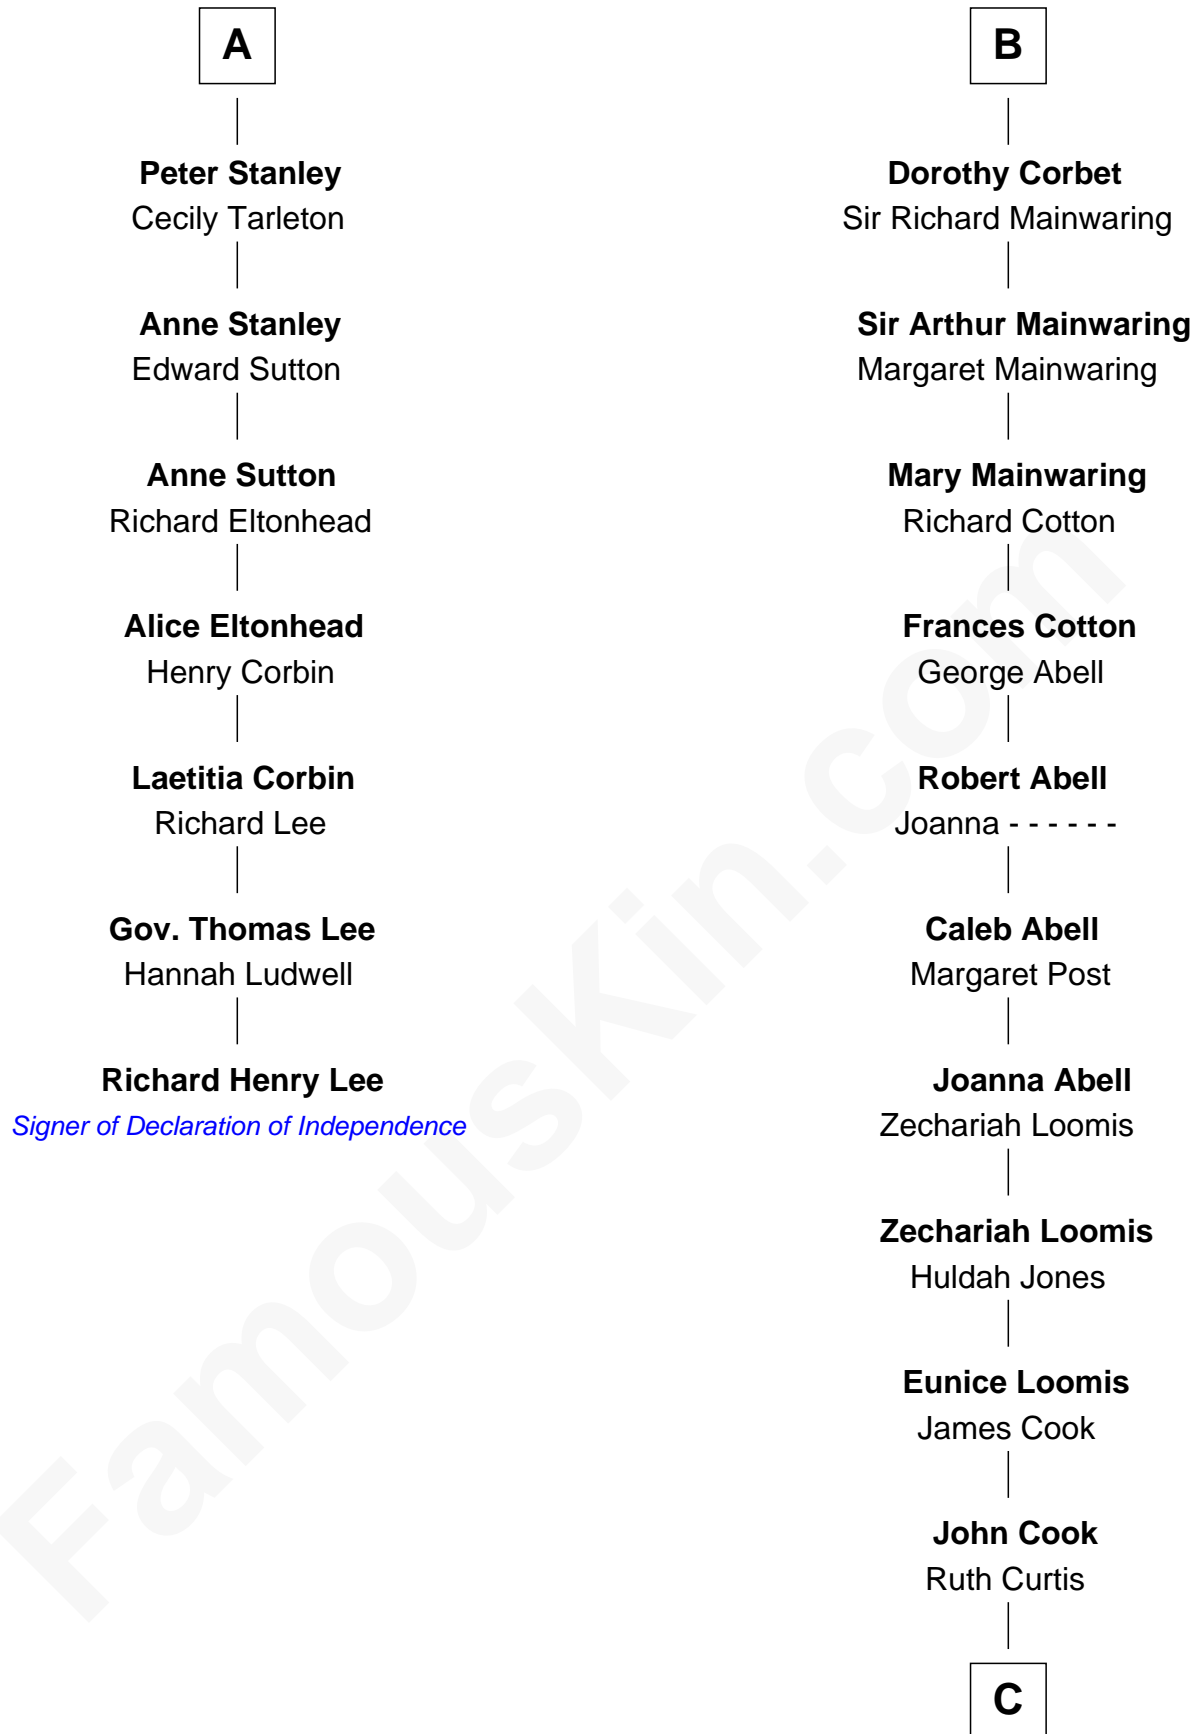 A
Peter Stanley
Cecily Tarleton
Anne Stanley
Edward Sutton
Anne Sutton
Richard Eltonhead
Alice Eltonhead
Henry Corbin
Laetitia Corbin
Richard Lee
Gov. Thomas Lee
Hannah Ludwell
Richard Henry Lee
Signer of Declaration of Independence
B
Dorothy Corbet
Sir Richard Mainwaring
Sir Arthur Mainwaring
Margaret Mainwaring
Mary Mainwaring
Richard Cotton
Frances Cotton
George Abell
Robert Abell
Joanna - - - - - -
Caleb Abell
Margaret Post
Joanna Abell
Zechariah Loomis
Zechariah Loomis
Huldah Jones
Eunice Loomis
James Cook
John Cook
Ruth Curtis
C
FamousKin.com